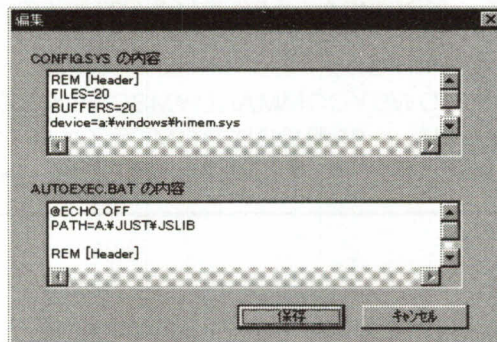 編集
CONFIG.SYS の内容
REM [Header]
FILES=20
BUFFERS=20
device=a:¥windows¥himem.sys
AUTOEXEC.BAT の内容
@ECHO OFF
PATH=A:¥JUST¥JSLIB
REM [Header]
保存
キャンセル